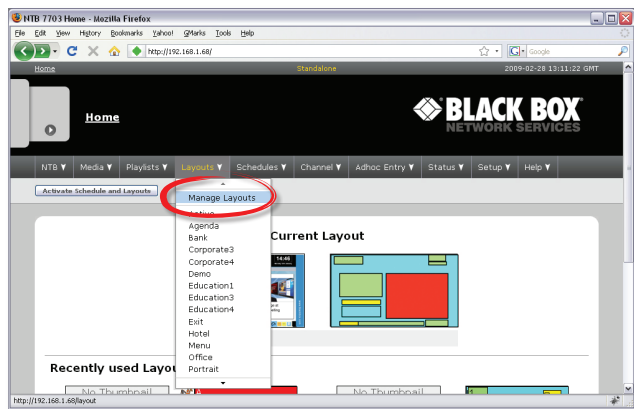 NTB 7703 Home - Mozilla Firefox
File Edit View History Bookmarks Yahoo! GMarks Tools Help
http://192.168.1.68/
G Google
Home Standalone 2009-02-28 13:11:22 GMT
Home
BLACK BOX
NETWORK SERVICES
NTB Media Playlists Layouts Schedules Channel Adhoc Entry Status Setup Help
Activate Schedule and Layouts
Manage Layouts
Active
Agenda
Current Layout
Bank
Corporate3
14:46
Corporate4
Demo
Education1
Education3
Education4
Exit
Hotel
Menu
Office
Recently used Layou
Portrait
No Thumbnail No Thumbnail
http://192.168.1.68/layout